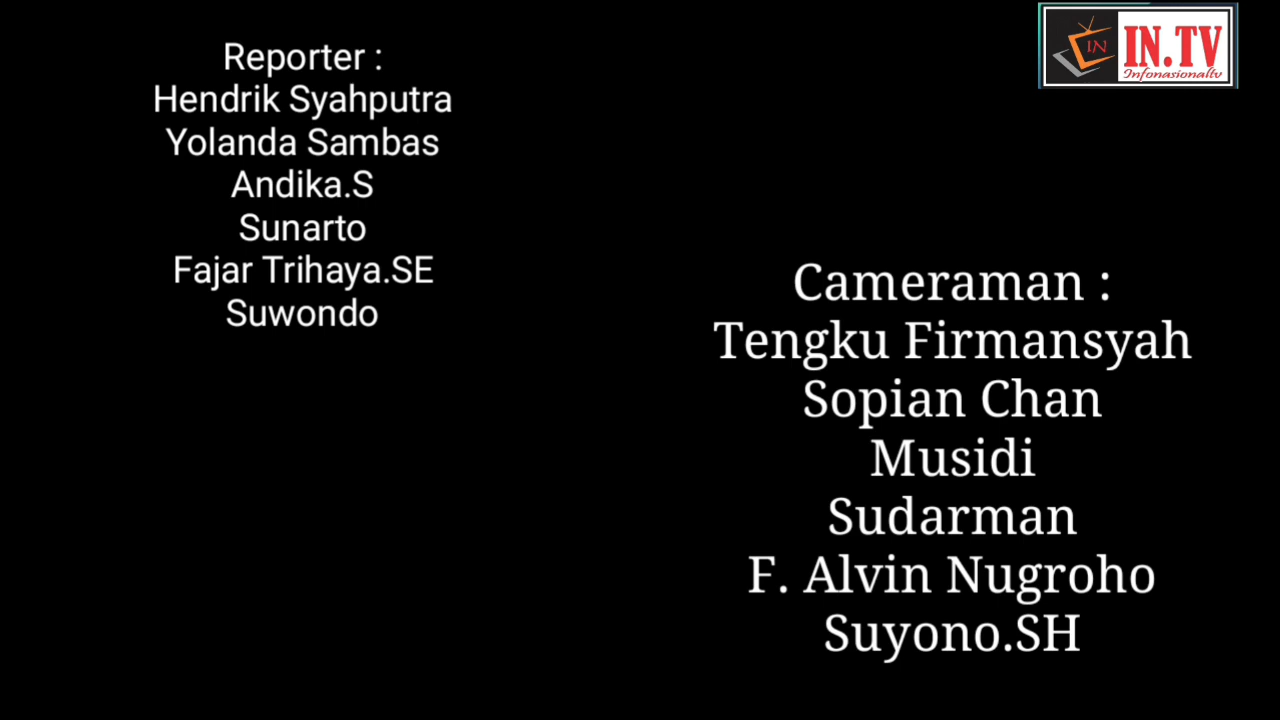 Reporter :
Hendrik Syahputra
Yolanda Sambas
Andika.S
Sunarto
Fajar Trihaya.SE
Suwondo
IN
IN.TV
Infonasionaltv
Cameraman :
Tengku Firmansyah
Sopian Chan
Musidi
Sudarman
F. Alvin Nugroho
Suyono.SH